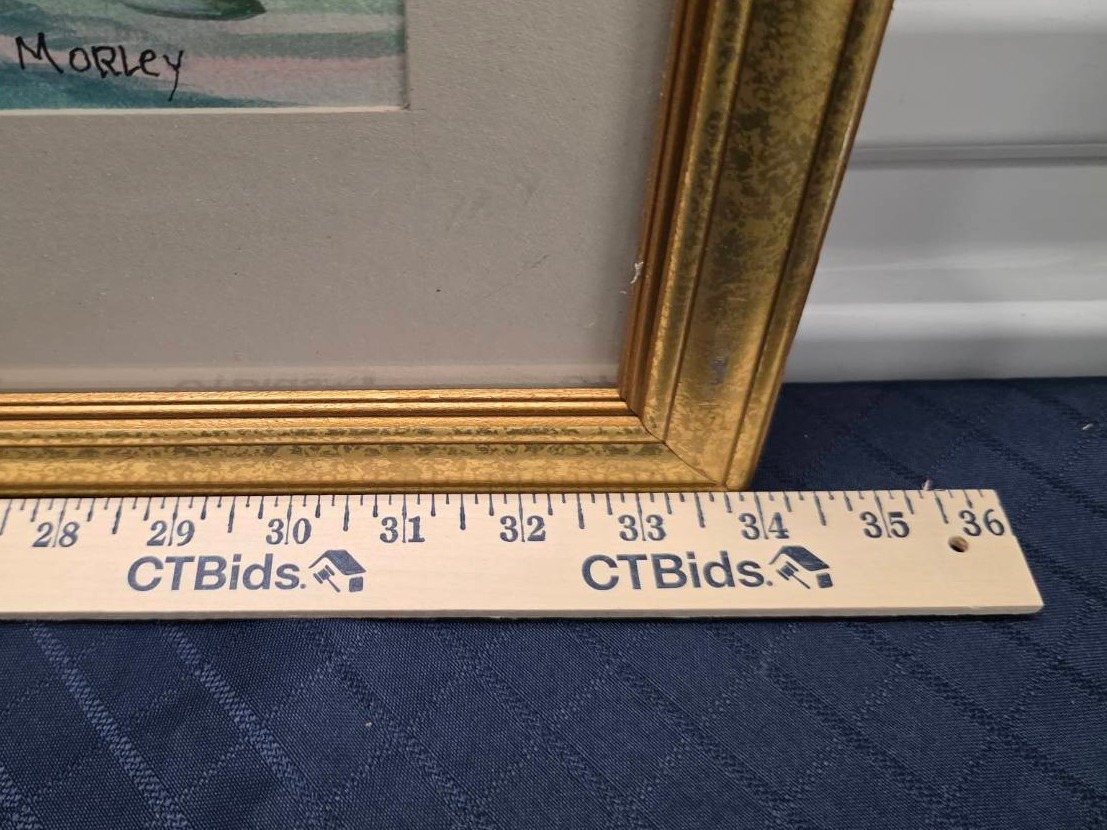 MORLey
28 29 30 31 32 33 34 35 36
CTBids. CTBids.